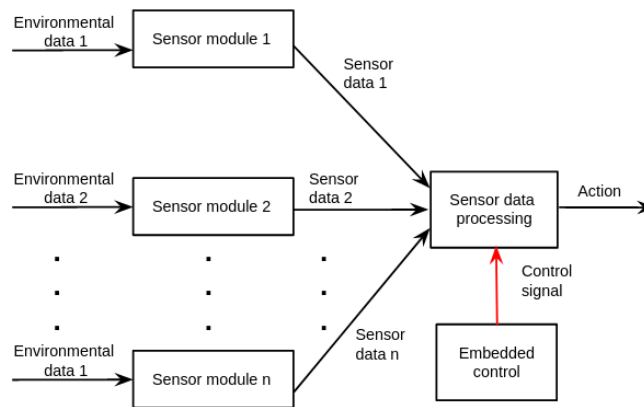 Environmental
data 1
Sensor module 1
Sensor
data 1
Environmental
data 2
Sensor module 2
Sensor
data 2
Sensor data
processing
Action
Control
signal
Sensor
data n
Environmental
data 1
Sensor module n
Embedded
control